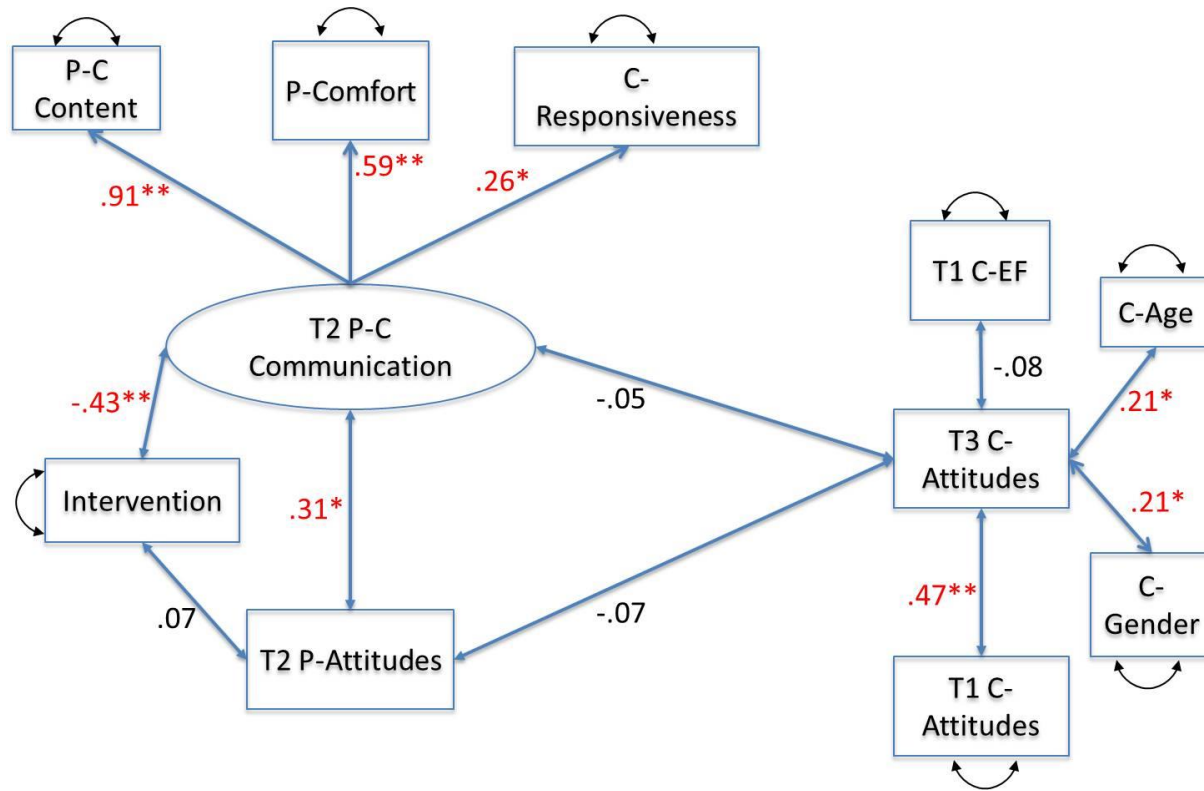 P-C
Content
P-Comfort
C-
Responsiveness
.91**
.59**
.26*
T1 C-EF
C-Age
T2 P-C
Communication
-.08
-.43**
-.05
.21*
T3 C-
Attitudes
Intervention
.31*
.21*
.07
-.07
.47**
C-
Gender
T2 P-Attitudes
T1 C-
Attitudes